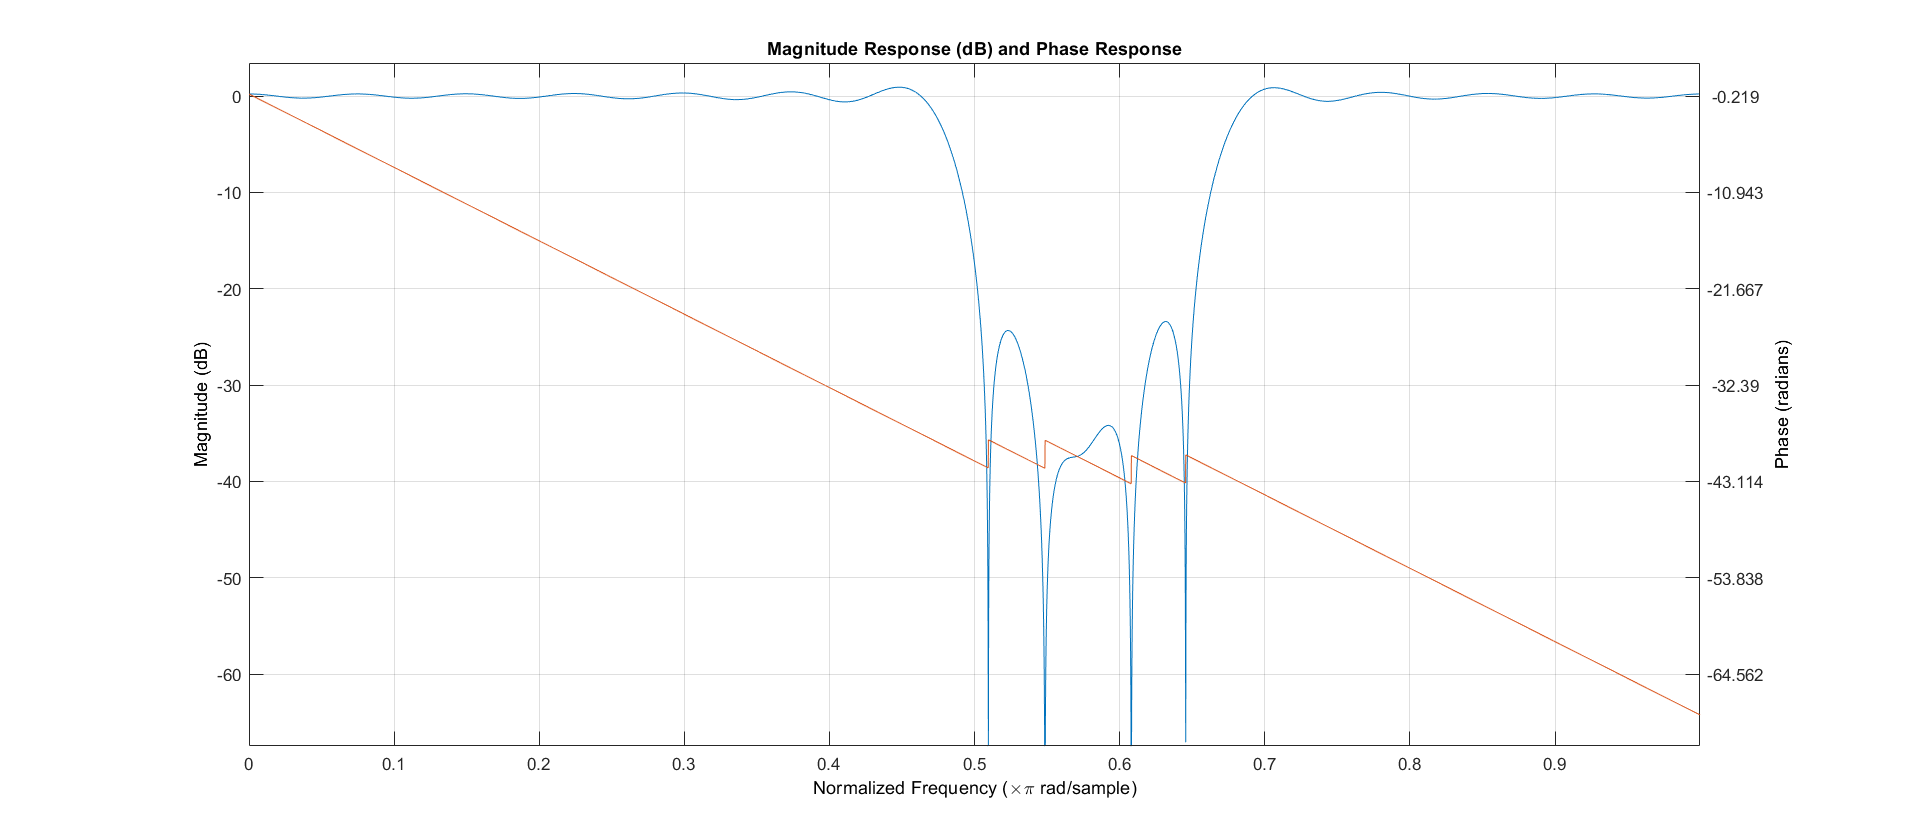 Magnitude Response (dB) and Phase Response
Magnitude (dB)
0
-10
-20
-30
-40
-50
-60
-0.219
-10.943
-21.667
-32.39
-43.114
-53.838
-64.562
Phase (radians)
0 0.1 0.2 0.3 0.4 0.5 0.6 0.7 0.8 0.9
Normalized Frequency (×π rad/sample)